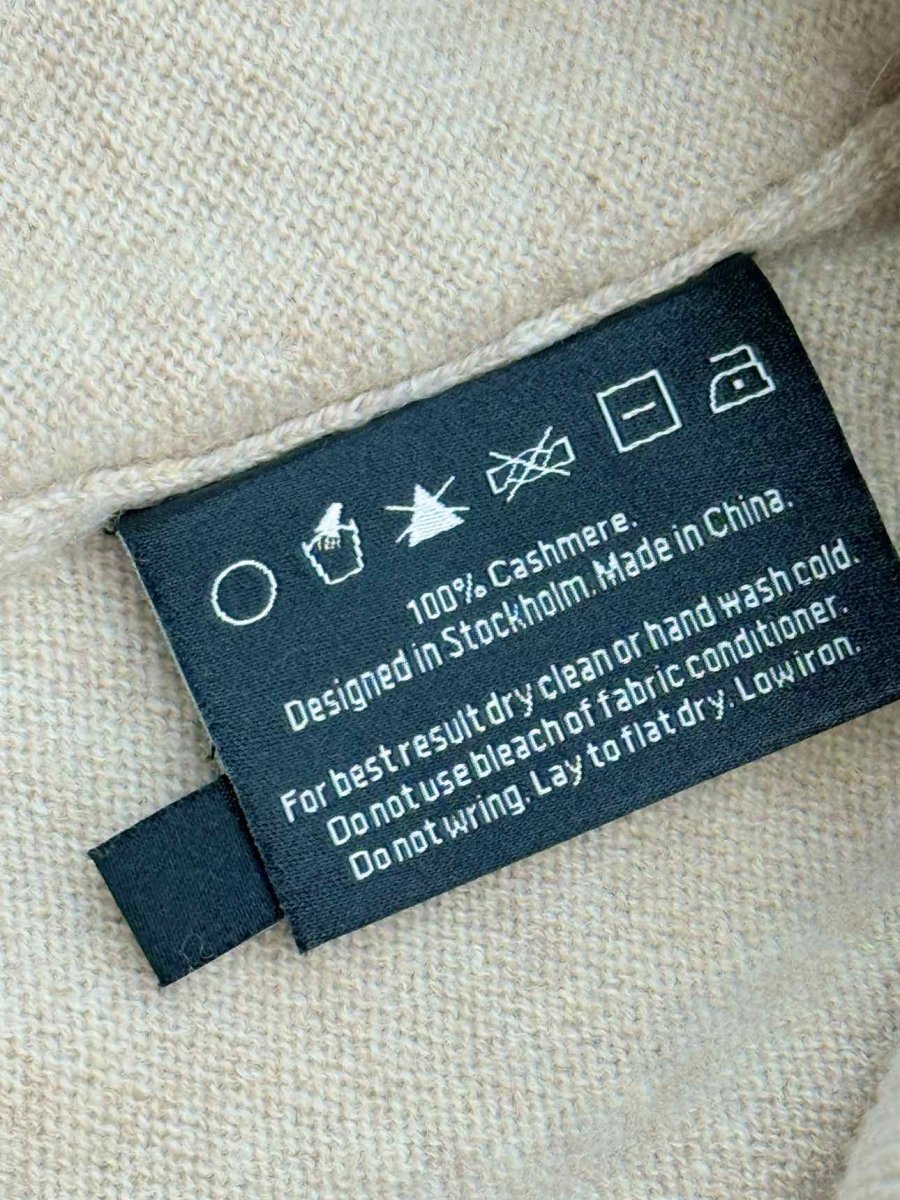 100% Cashmere.
Designed in Stockholm. Made in China.
For best result dry clean or hand wash cold.
Do not use bleach of fabric conditioner.
Do not wring. Lay to flat dry. Low iron.